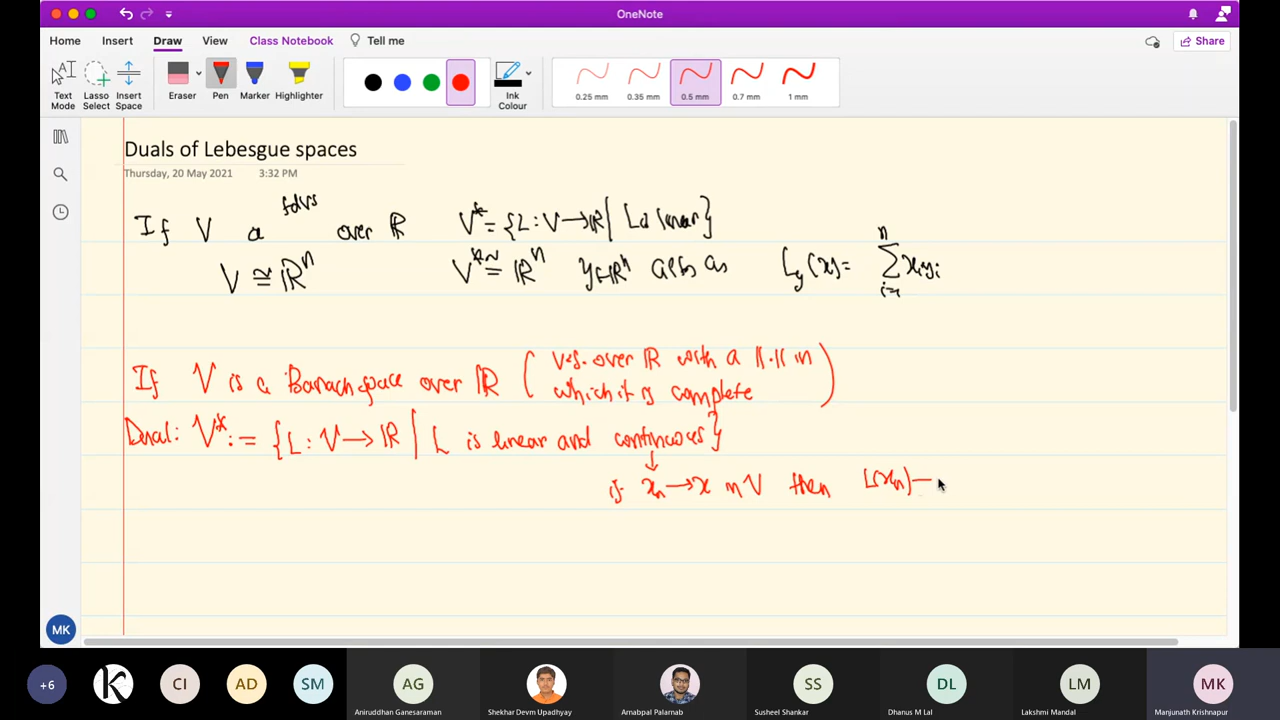 OneNote
Home Insert Draw View Class Notebook Tell me Share
Text Mode Lasso Select Insert Space Eraser Pen Marker Highlighter Ink Colour 0.25 mm 0.35 mm 0.5 mm 0.7 mm 1 mm
Duals of Lebesgue spaces
Thursday, 20 May 2021 3:32 PM
If V a fdvs over ℝ V* = {L : V → ℝ | L is linear}
V ≅ ℝⁿ V* ≅ ℝⁿ y ∈ ℝⁿ acts as L_y(x) = ∑_{i=1}^{n} x_i y_i
If V is a Banach space over ℝ ( v.s. over ℝ with a ||.|| in
which it is complete )
Dual: V* := {L : V → ℝ | L is linear and continuous}
↓
if x_n → x in V then L(x_n) —
MK
+6 K CI AD SM AG SS DL LM MK
Aniruddhan Ganesaraman Shekhar Devm Upadhyay Arnabpal Palarnab Susheel Shankar Dhanus M Lal Lakshmi Mandal Manjunath Krishnapur